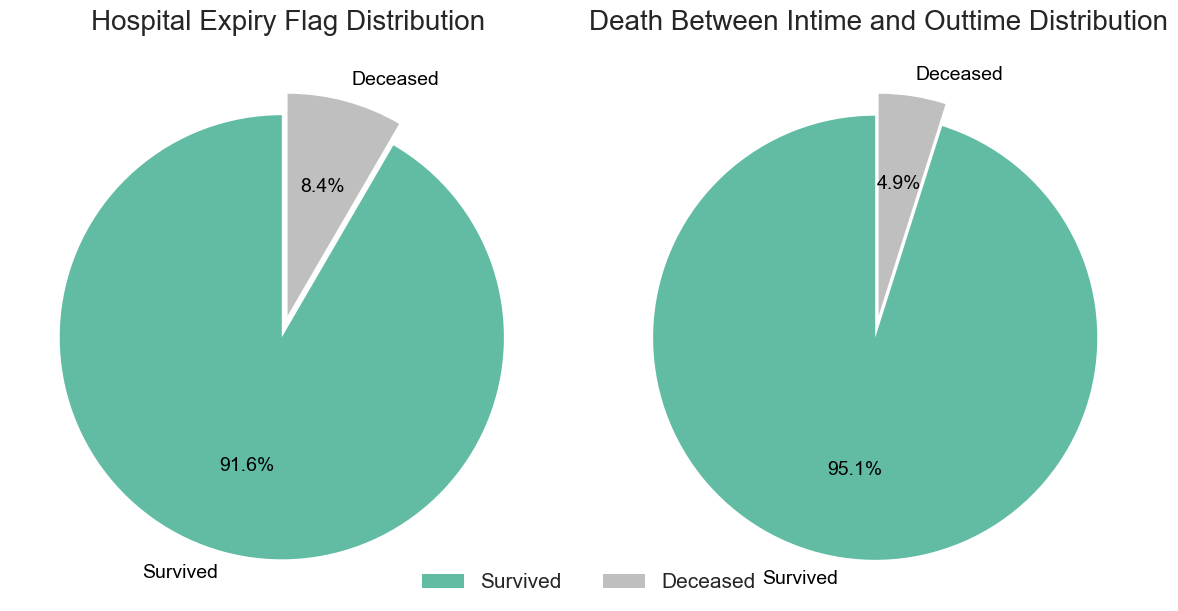 Hospital Expiry Flag Distribution
Deceased
8.4%
91.6%
Survived
Death Between Intime and Outtime Distribution
Deceased
4.9%
95.1%
Survived
Survived
Deceased